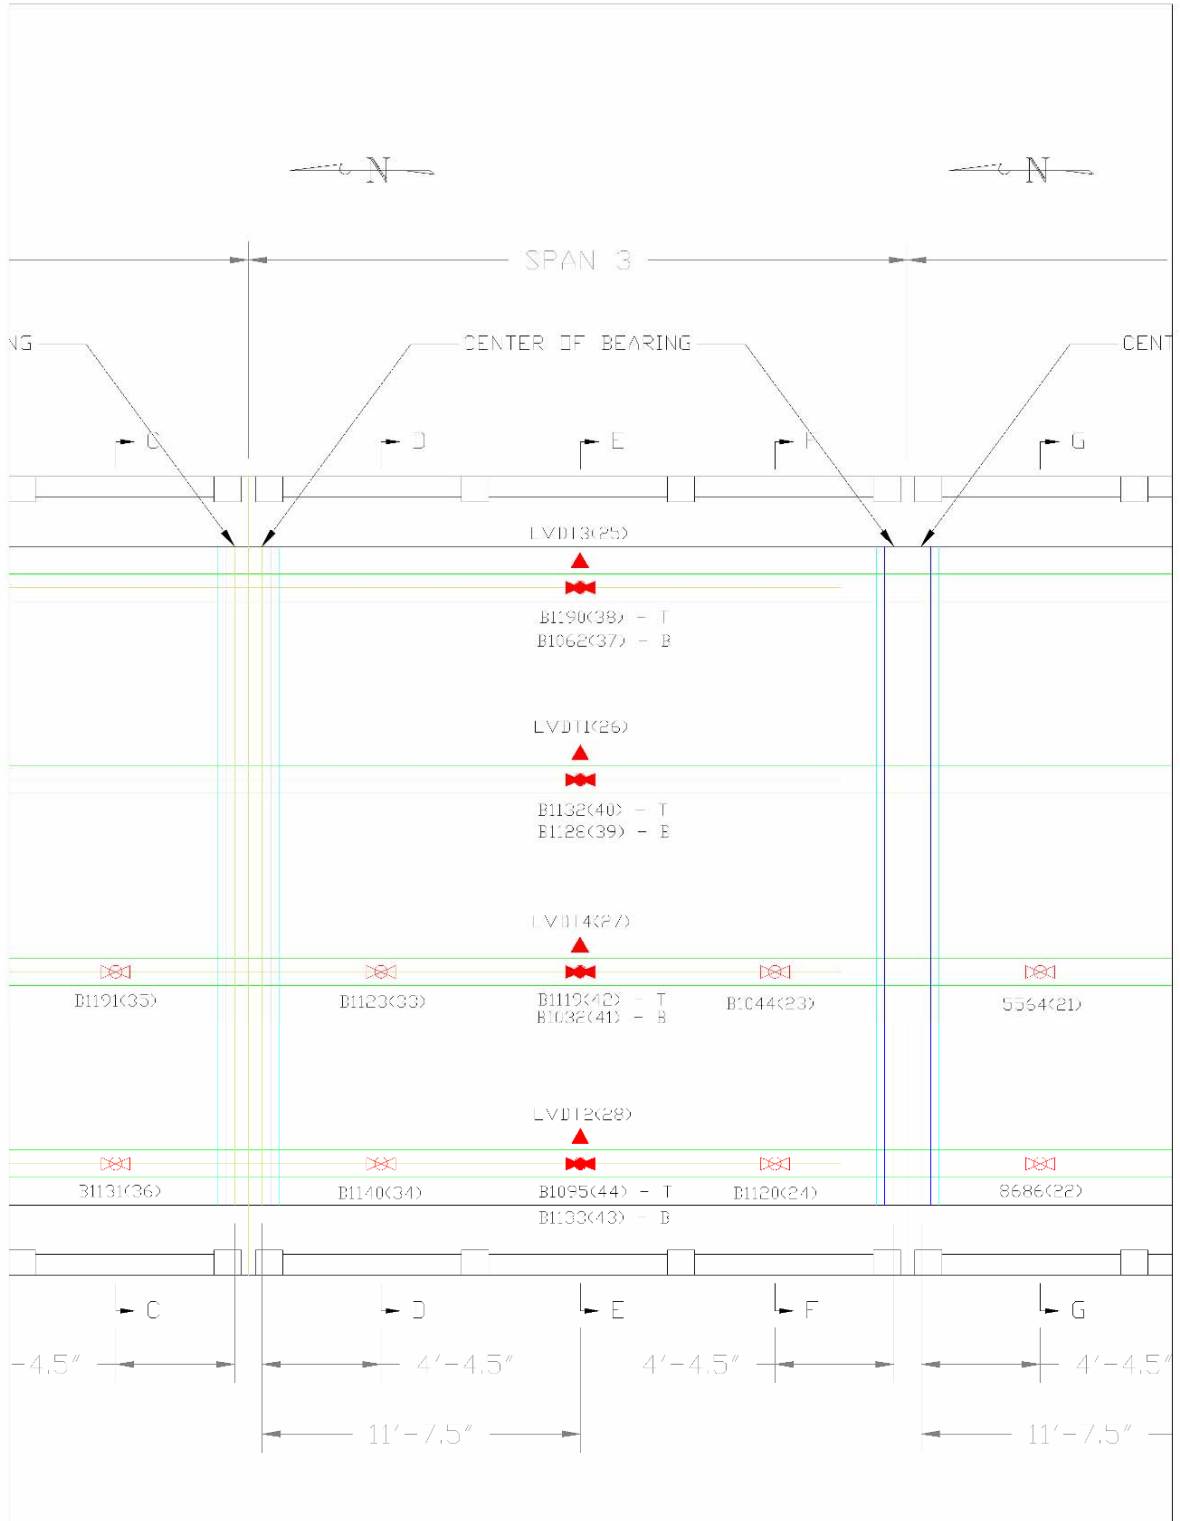 N N
SPAN 3
NG CENTER OF BEARING CENT
C D E F G
LVDT3(25)
B1190(38) - T
B1062(37) - B
LVDT1(26)
B1132(40) - T
B1128(39) - B
LVDT4(27)
B1191(35) B1123(33) B1119(42) - T B1044(23) 5564(21)
B1032(41) - B
LVDT2(28)
B1131(36) B1140(34) B1095(44) - T B1120(24) 8686(22)
B1133(43) - B
C D E F G
-4.5" 4'-4.5" 4'-4.5" 4'-4.5"
11'-7.5" 11'-7.5"